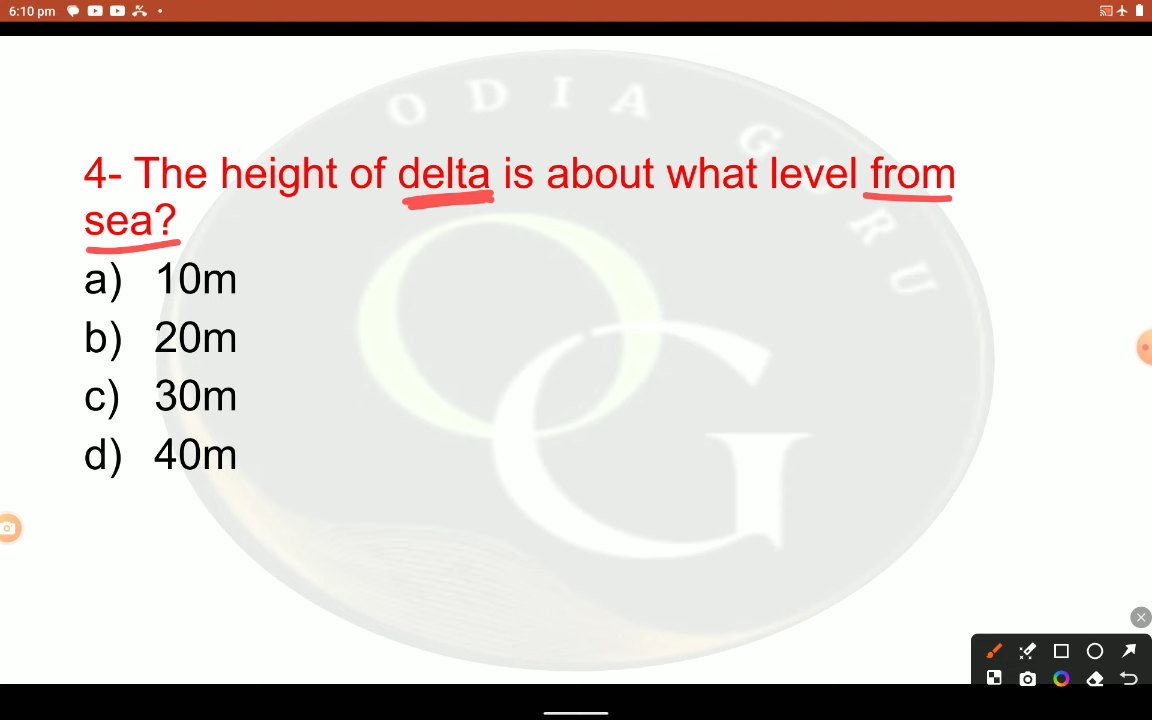 6:10 pm
ODIA GURU
4- The height of delta is about what level from
sea?
a) 10m
b) 20m
c) 30m
d) 40m
OG